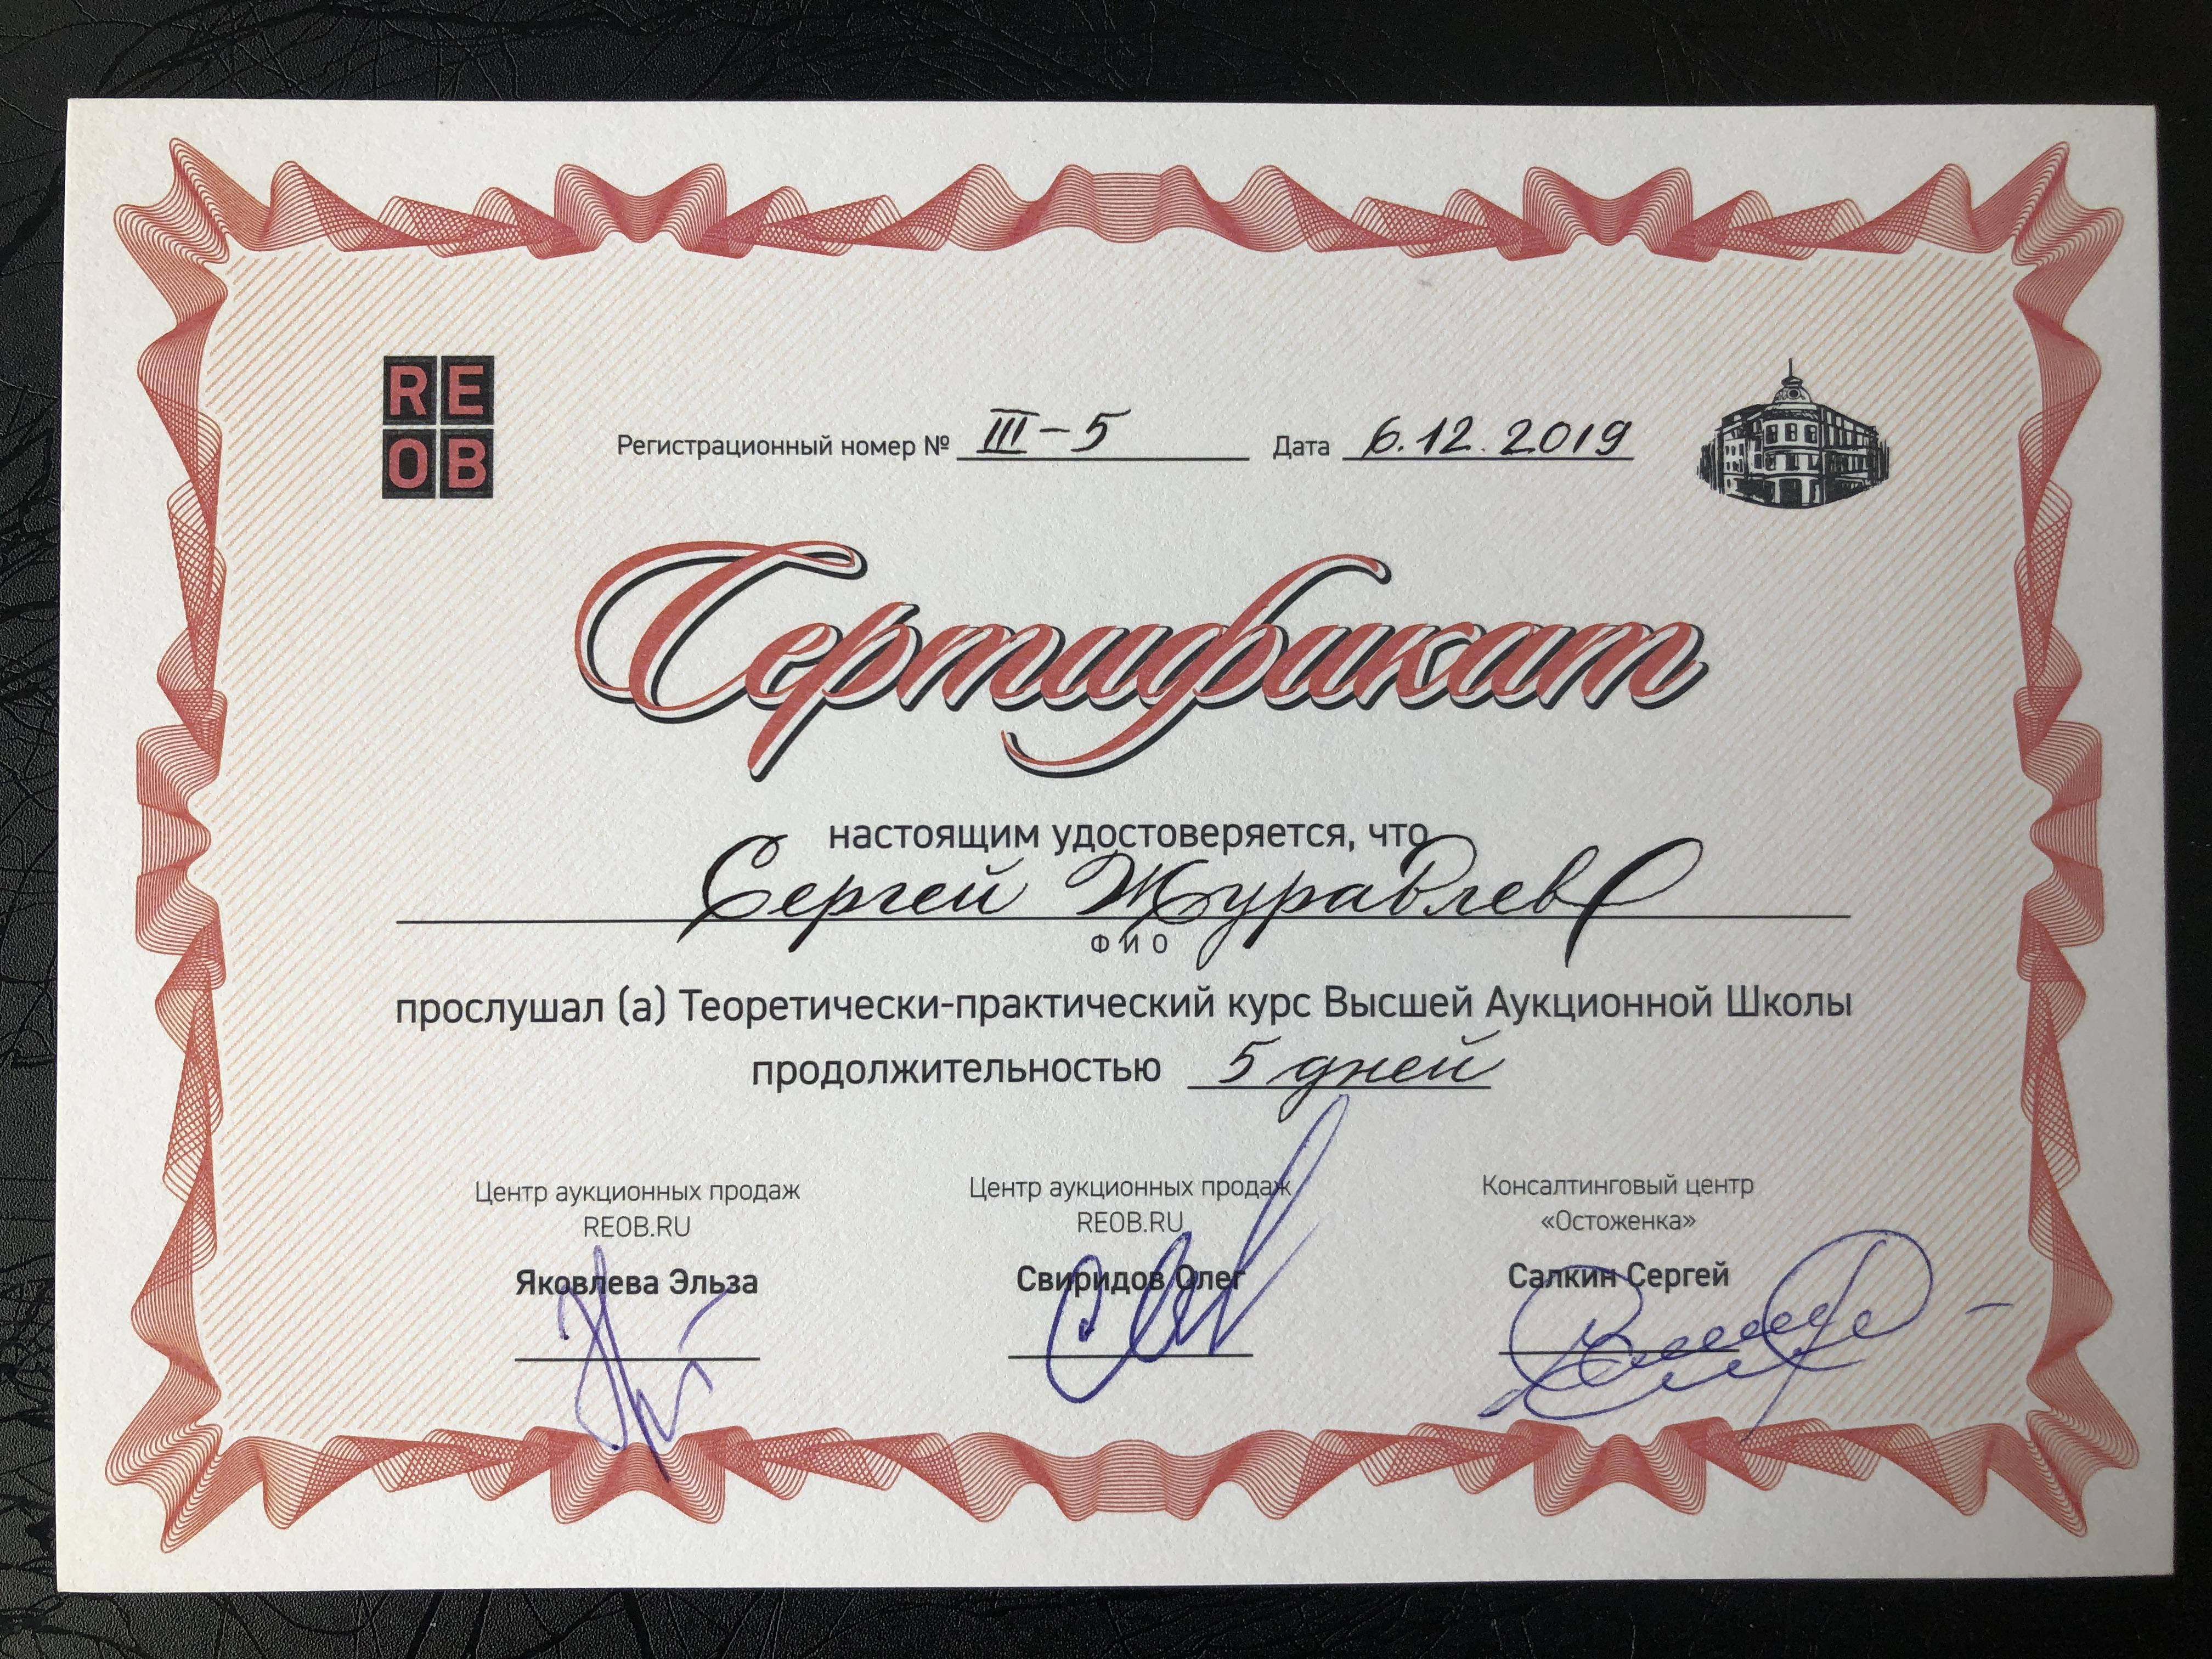 RE
OB
Регистрационный номер № III-5 Дата 6.12.2019
Сертификат
настоящим удостоверяется, что
Сергей Журавлев
ФИО
прослушал (а) Теоретически-практический курс Высшей Аукционной Школы
продолжительностью 5 дней
Центр аукционных продаж
REOB.RU
Яковлева Эльза
Центр аукционных продаж
REOB.RU
Свиридов Олег
Консалтинговый центр
«Остоженка»
Салкин Сергей